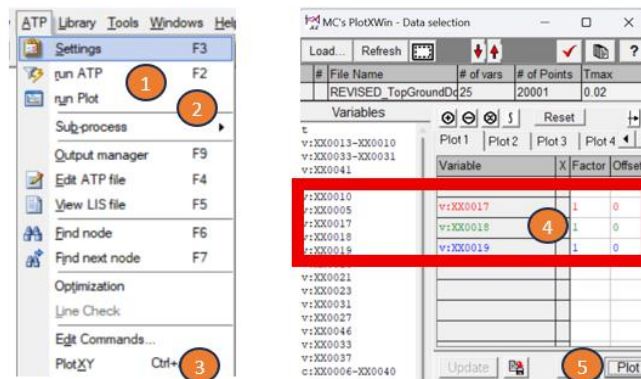 ATP Library Tools Windows Hel
Settings F3
run ATP F2
1
run Plot
2
Sub-process
Output manager F9
Edit ATP file F4
View LIS file F5
Find node F6
Find next node F7
Optimization
Line Check
Edit Commands...
PlotXY Ctrl+
3
MC's PlotXWin - Data selection
Load... Refresh
# File Name # of vars # of Points Tmax
REVISED_TopGroundDc 25 20001 0.02
Variables
Reset
t
v:XX0013-XX0010
v:XX0033-XX0031
v:XX0041
v:XX0010
v:XX0005
v:XX0017
v:XX0018
v:XX0019
v:XX0021
v:XX0023
v:XX0031
v:XX0027
v:XX0046
v:XX0033
v:XX0037
c:XX0006-XX0040
Plot 1 Plot 2 Plot 3 Plot 4
Variable X Factor Offset
v:XX0017 1 0
v:XX0018 1 0
4
v:XX0019 1 0
Update
5
Plot